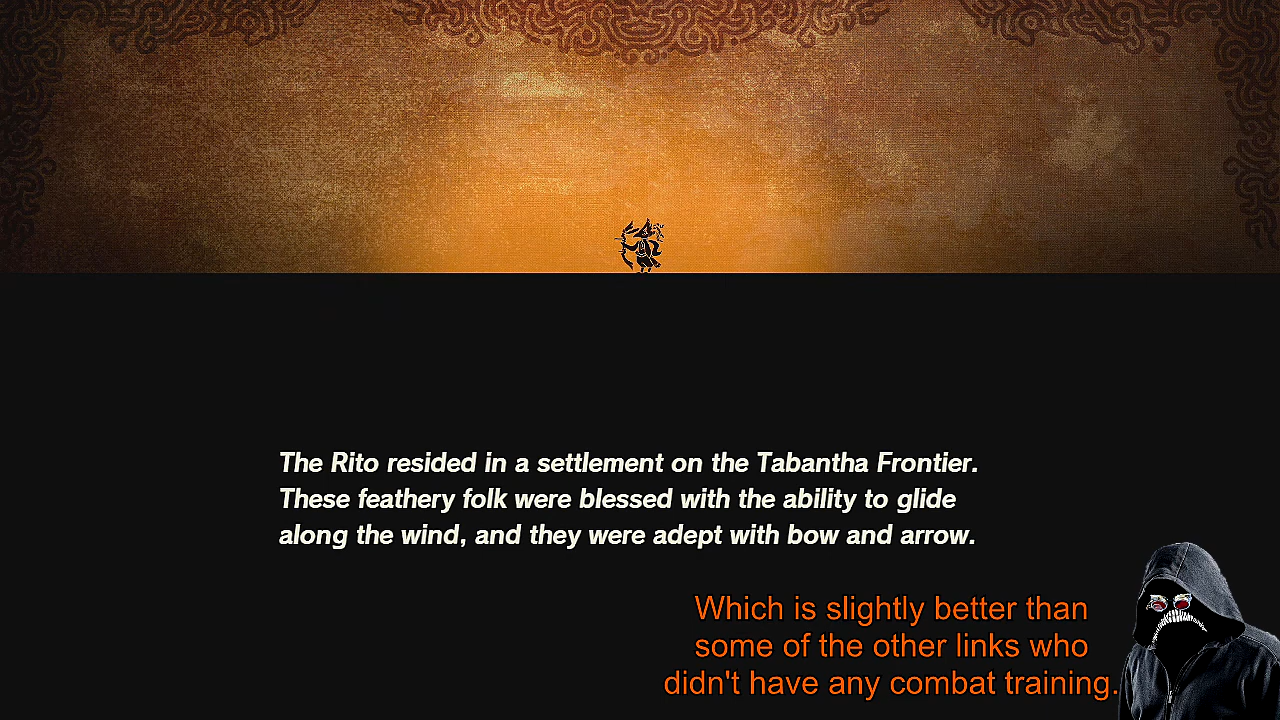 The Rito resided in a settlement on the Tabantha Frontier.
These feathery folk were blessed with the ability to glide
along the wind, and they were adept with bow and arrow.
Which is slightly better than
some of the other links who
didn't have any combat training.